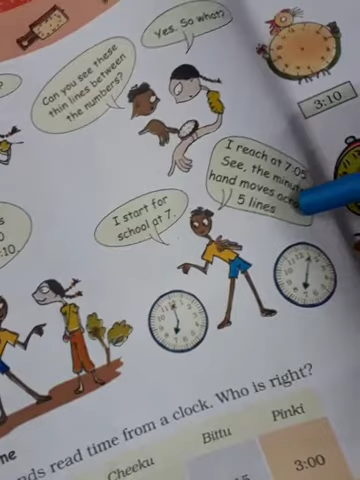 Yes. So what?
Can you see these
thin lines between
the numbers?
3:10
I reach at 7:05
See, the minute
hand moves
5 lines
I start for
school at 7.
:10
read time from a clock. Who is right?
Cheeku
Bittu
Pinki
3:00